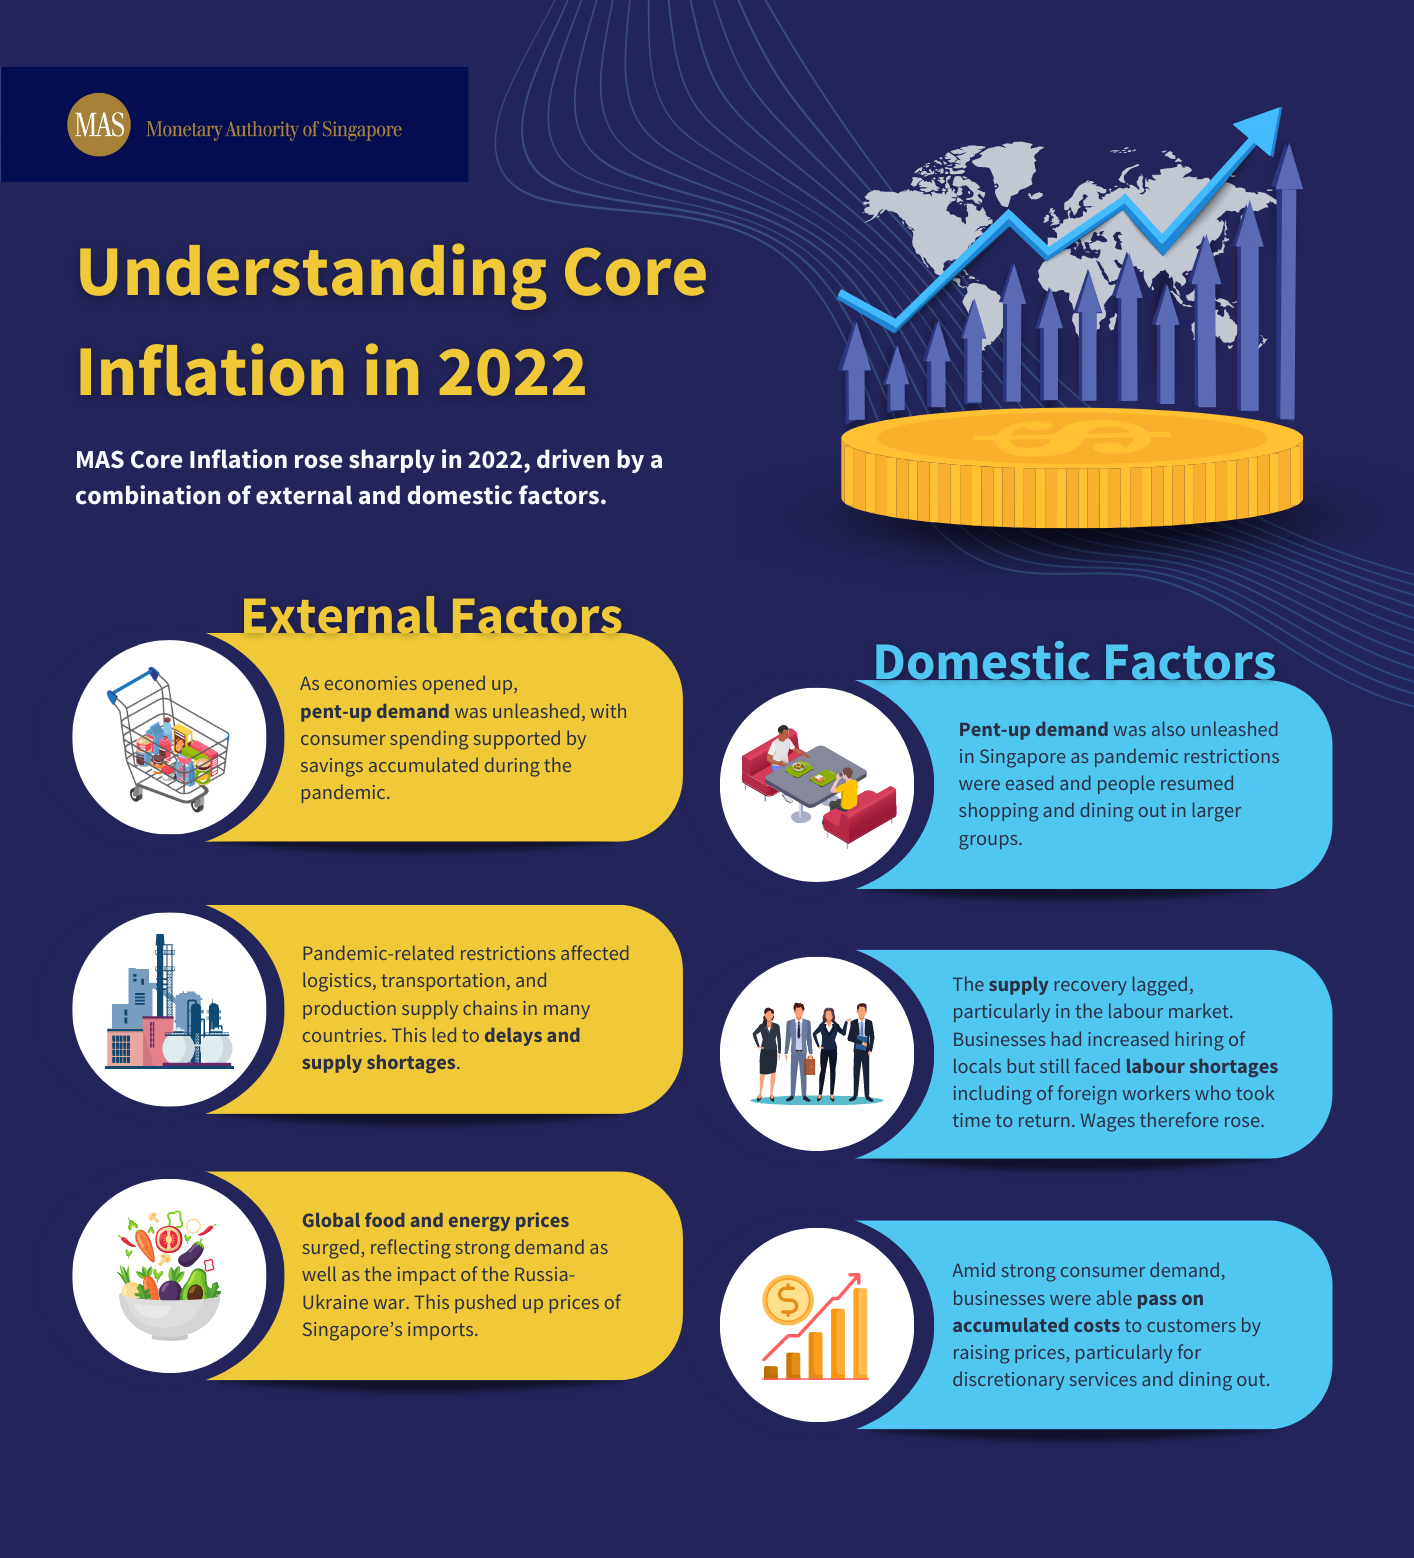 MAS Monetary Authority of Singapore
Understanding Core
Inflation in 2022
MAS Core Inflation rose sharply in 2022, driven by a
combination of external and domestic factors.
External Factors
As economies opened up,
pent-up demand was unleashed, with
consumer spending supported by
savings accumulated during the
pandemic.
Pandemic-related restrictions affected
logistics, transportation, and
production supply chains in many
countries. This led to delays and
supply shortages.
Global food and energy prices
surged, reflecting strong demand as
well as the impact of the Russia-
Ukraine war. This pushed up prices of
Singapore's imports.
Domestic Factors
Pent-up demand was also unleashed
in Singapore as pandemic restrictions
were eased and people resumed
shopping and dining out in larger
groups.
The supply recovery lagged,
particularly in the labour market.
Businesses had increased hiring of
locals but still faced labour shortages
including of foreign workers who took
time to return. Wages therefore rose.
$
Amid strong consumer demand,
businesses were able pass on
accumulated costs to customers by
raising prices, particularly for
discretionary services and dining out.